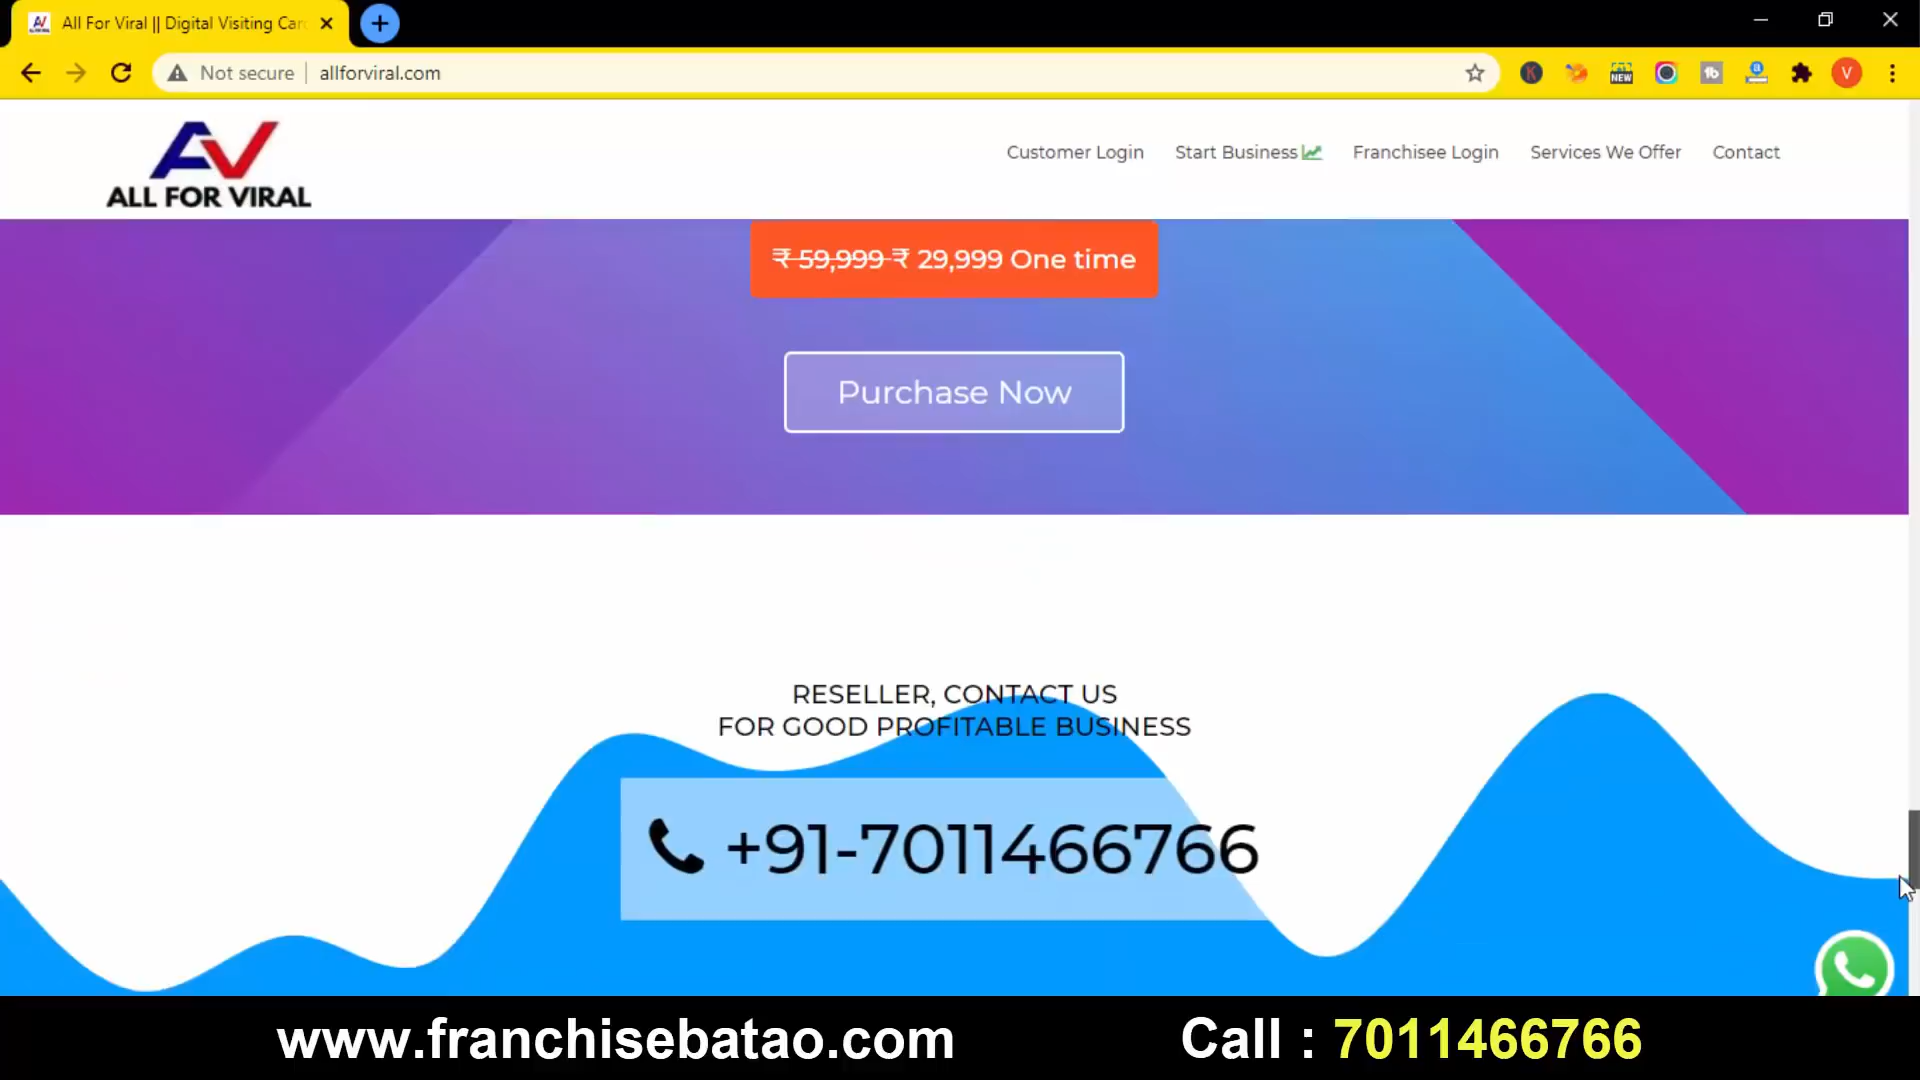 All For Viral || Digital Visiting Car
Not secure
allforviral.com
NEW
V
ALL FOR VIRAL
Customer Login
Start Business
Franchisee Login
Services We Offer
Contact
₹ 59,999 ₹ 29,999 One time
Purchase Now
RESELLER, CONTACT US
FOR GOOD PROFITABLE BUSINESS
+91-7011466766
www.franchisebatao.com
Call : 7011466766